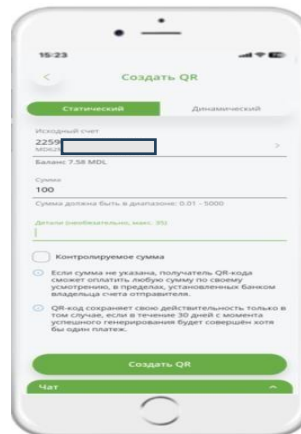 15:23
Создать QR
Статический Динамический
Исходный счет
2259
Баланс 7.58 MDL
Сумма
100
Сумма должна быть в диапазоне: 0.01 - 5000
Детали (необязательно, макс. 35)
Контролируемое сумма
Если сумма не указана, получатель QR-кода
сможет оплатить любую сумму по своему
усмотрению, в пределах, установленных банком
владельца счета отправителя.
QR-код сохраняет свою действительность только в
том случае, если в течение 30 дней с момента
успешного генерирования будет совершён хотя
бы один платеж.
Создать QR
Чат